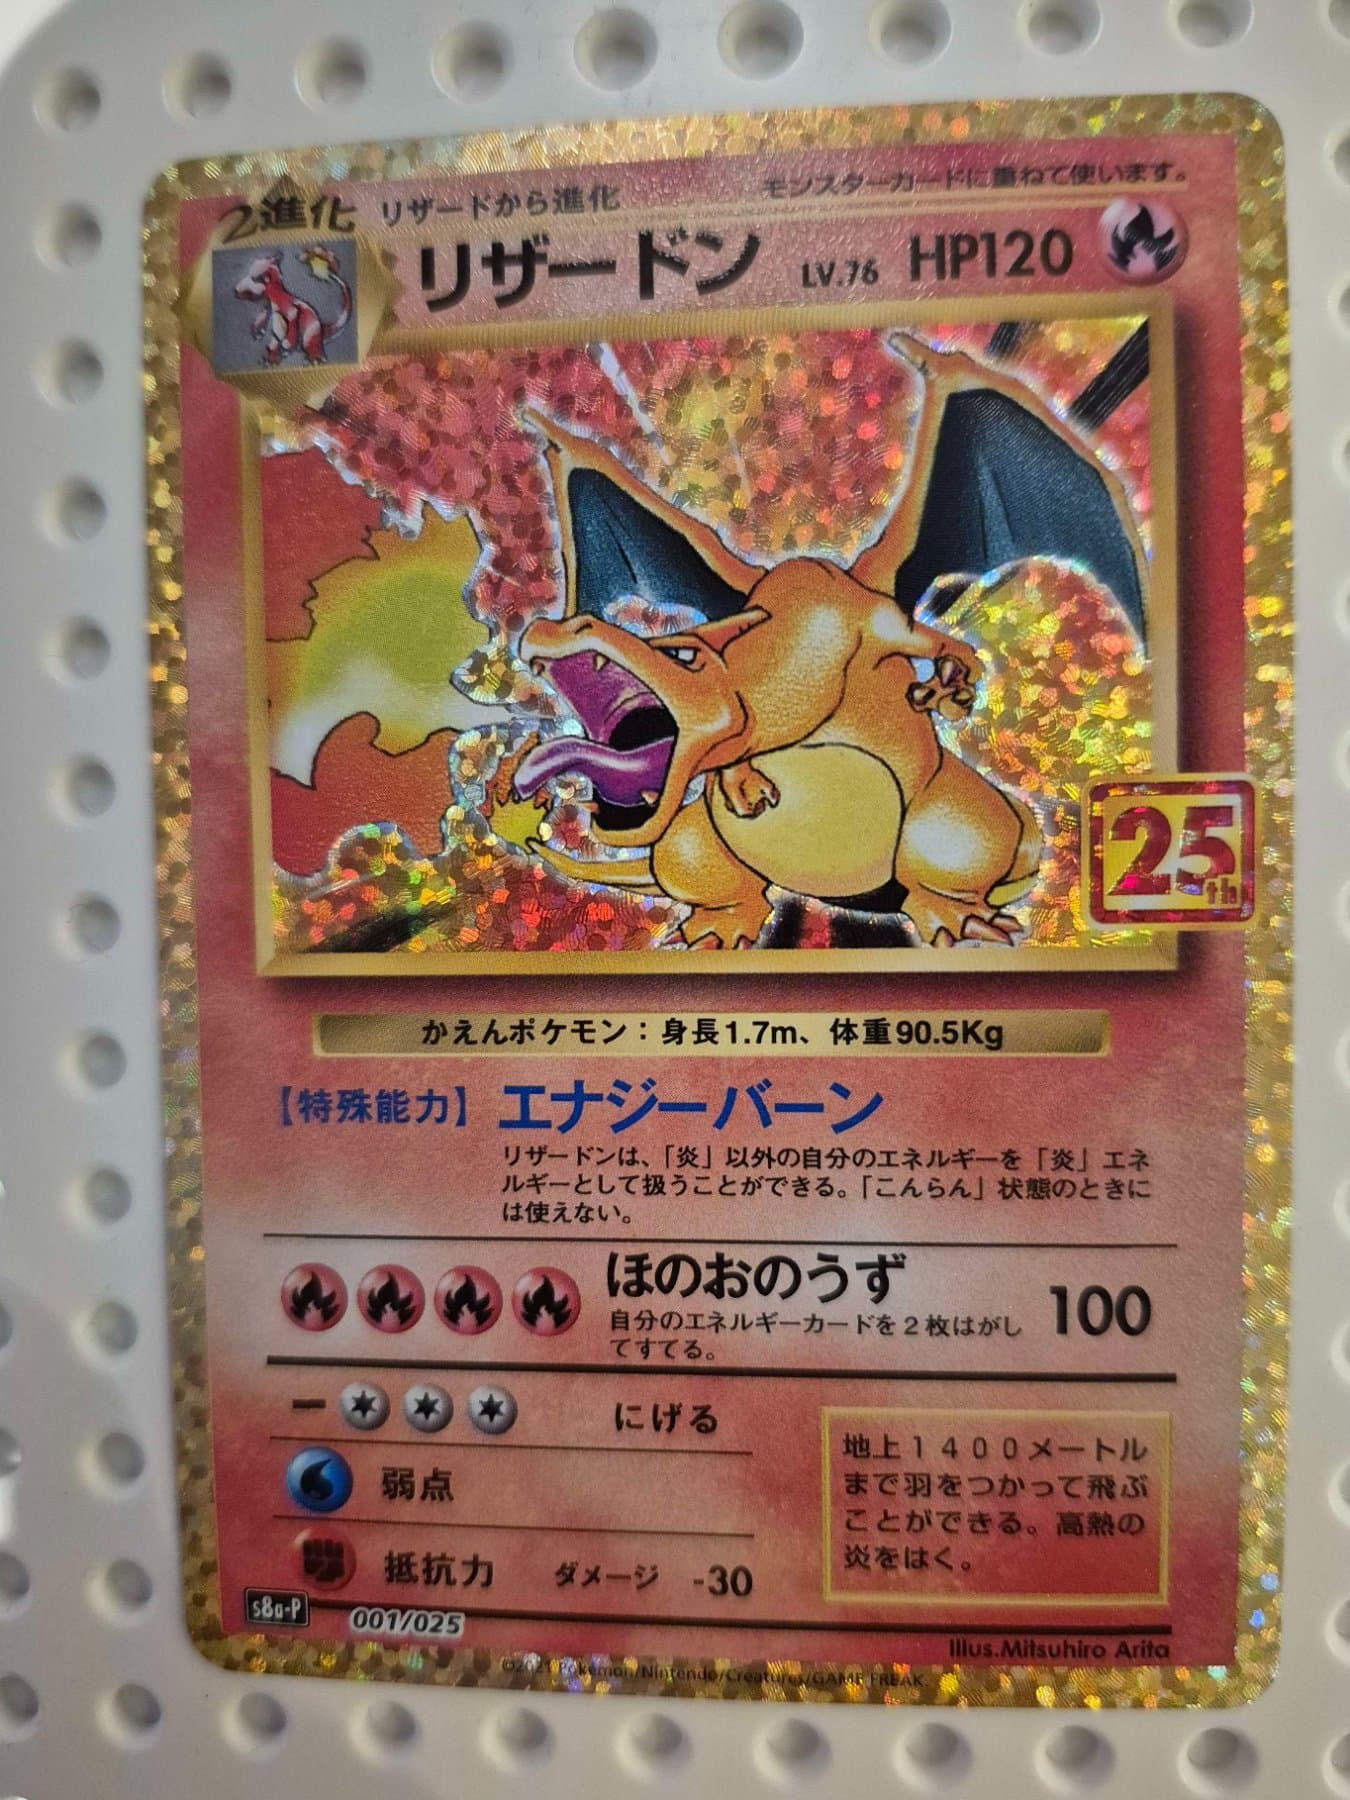 2進化 リザードから進化 モンスターカードに重ねて使います。
リザードン LV.76 HP120
25th
かえんポケモン：身長1.7m、体重90.5Kg
【特殊能力】エナジーバーン
リザードンは、「炎」以外の自分のエネルギーを「炎」エネ
ルギーとして扱うことができる。「こんらん」状態のときに
は使えない。
ほのおのうず 100
自分のエネルギーカードを2枚はがし
てすてる。
ー にげる
弱点
抵抗力 ダメージ -30
地上1400メートル
まで羽をつかって飛ぶ
ことができる。高熱の
炎をはく。
s8a-P 001/025
Illus.Mitsuhiro Arita
©2021 Pokémon/Nintendo/Creatures/GAME FREAK.